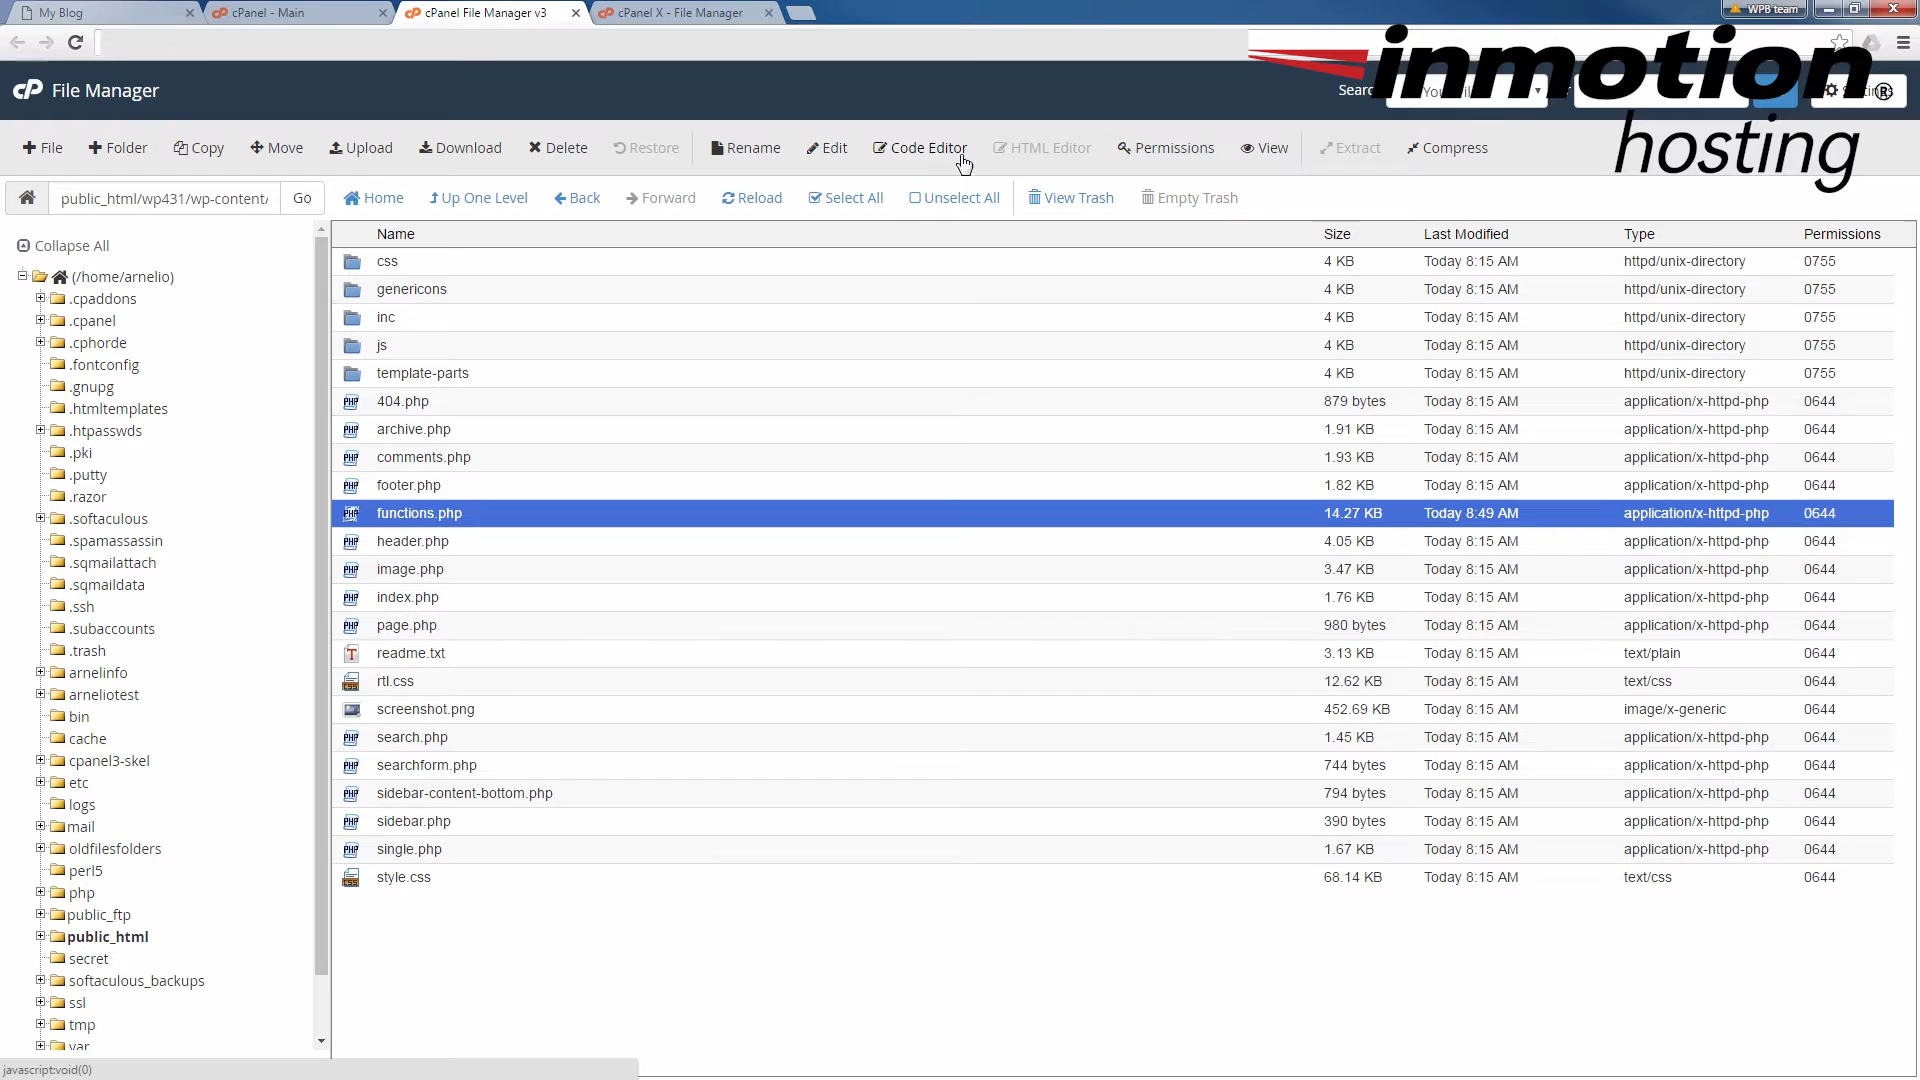 My Blog
cPanel - Main
cPanel File Manager v3
cPanel X - File Manager
WPB team
inmotion
hosting
®
cP File Manager
Search
File
Folder
Copy
Move
Upload
Download
Delete
Restore
Rename
Edit
Code Editor
HTML Editor
Permissions
View
Extract
Compress
public_html/wp431/wp-content/
Go
Home
Up One Level
Back
Forward
Reload
Select All
Unselect All
View Trash
Empty Trash
Collapse All
(/home/arnelio)
.cpaddons
.cpanel
.cphorde
.fontconfig
.gnupg
.htmltemplates
.htpasswds
.pki
.putty
.razor
.softaculous
.spamassassin
.sqmailattach
.sqmaildata
.ssh
.subaccounts
.trash
arnelinfo
arneliotest
bin
cache
cpanel3-skel
etc
logs
mail
oldfilesfolders
perl5
php
public_ftp
public_html
secret
softaculous_backups
ssl
tmp
var
Name Size Last Modified Type Permissions
css 4 KB Today 8:15 AM httpd/unix-directory 0755
genericons 4 KB Today 8:15 AM httpd/unix-directory 0755
inc 4 KB Today 8:15 AM httpd/unix-directory 0755
js 4 KB Today 8:15 AM httpd/unix-directory 0755
template-parts 4 KB Today 8:15 AM httpd/unix-directory 0755
PHP 404.php 879 bytes Today 8:15 AM application/x-httpd-php 0644
PHP archive.php 1.91 KB Today 8:15 AM application/x-httpd-php 0644
PHP comments.php 1.93 KB Today 8:15 AM application/x-httpd-php 0644
PHP footer.php 1.82 KB Today 8:15 AM application/x-httpd-php 0644
PHP functions.php 14.27 KB Today 8:49 AM application/x-httpd-php 0644
PHP header.php 4.05 KB Today 8:15 AM application/x-httpd-php 0644
PHP image.php 3.47 KB Today 8:15 AM application/x-httpd-php 0644
PHP index.php 1.76 KB Today 8:15 AM application/x-httpd-php 0644
PHP page.php 980 bytes Today 8:15 AM application/x-httpd-php 0644
T readme.txt 3.13 KB Today 8:15 AM text/plain 0644
CSS rtl.css 12.62 KB Today 8:15 AM text/css 0644
screenshot.png 452.69 KB Today 8:15 AM image/x-generic 0644
PHP search.php 1.45 KB Today 8:15 AM application/x-httpd-php 0644
PHP searchform.php 744 bytes Today 8:15 AM application/x-httpd-php 0644
PHP sidebar-content-bottom.php 794 bytes Today 8:15 AM application/x-httpd-php 0644
PHP sidebar.php 390 bytes Today 8:15 AM application/x-httpd-php 0644
PHP single.php 1.67 KB Today 8:15 AM application/x-httpd-php 0644
CSS style.css 68.14 KB Today 8:15 AM text/css 0644
javascript:void(0)